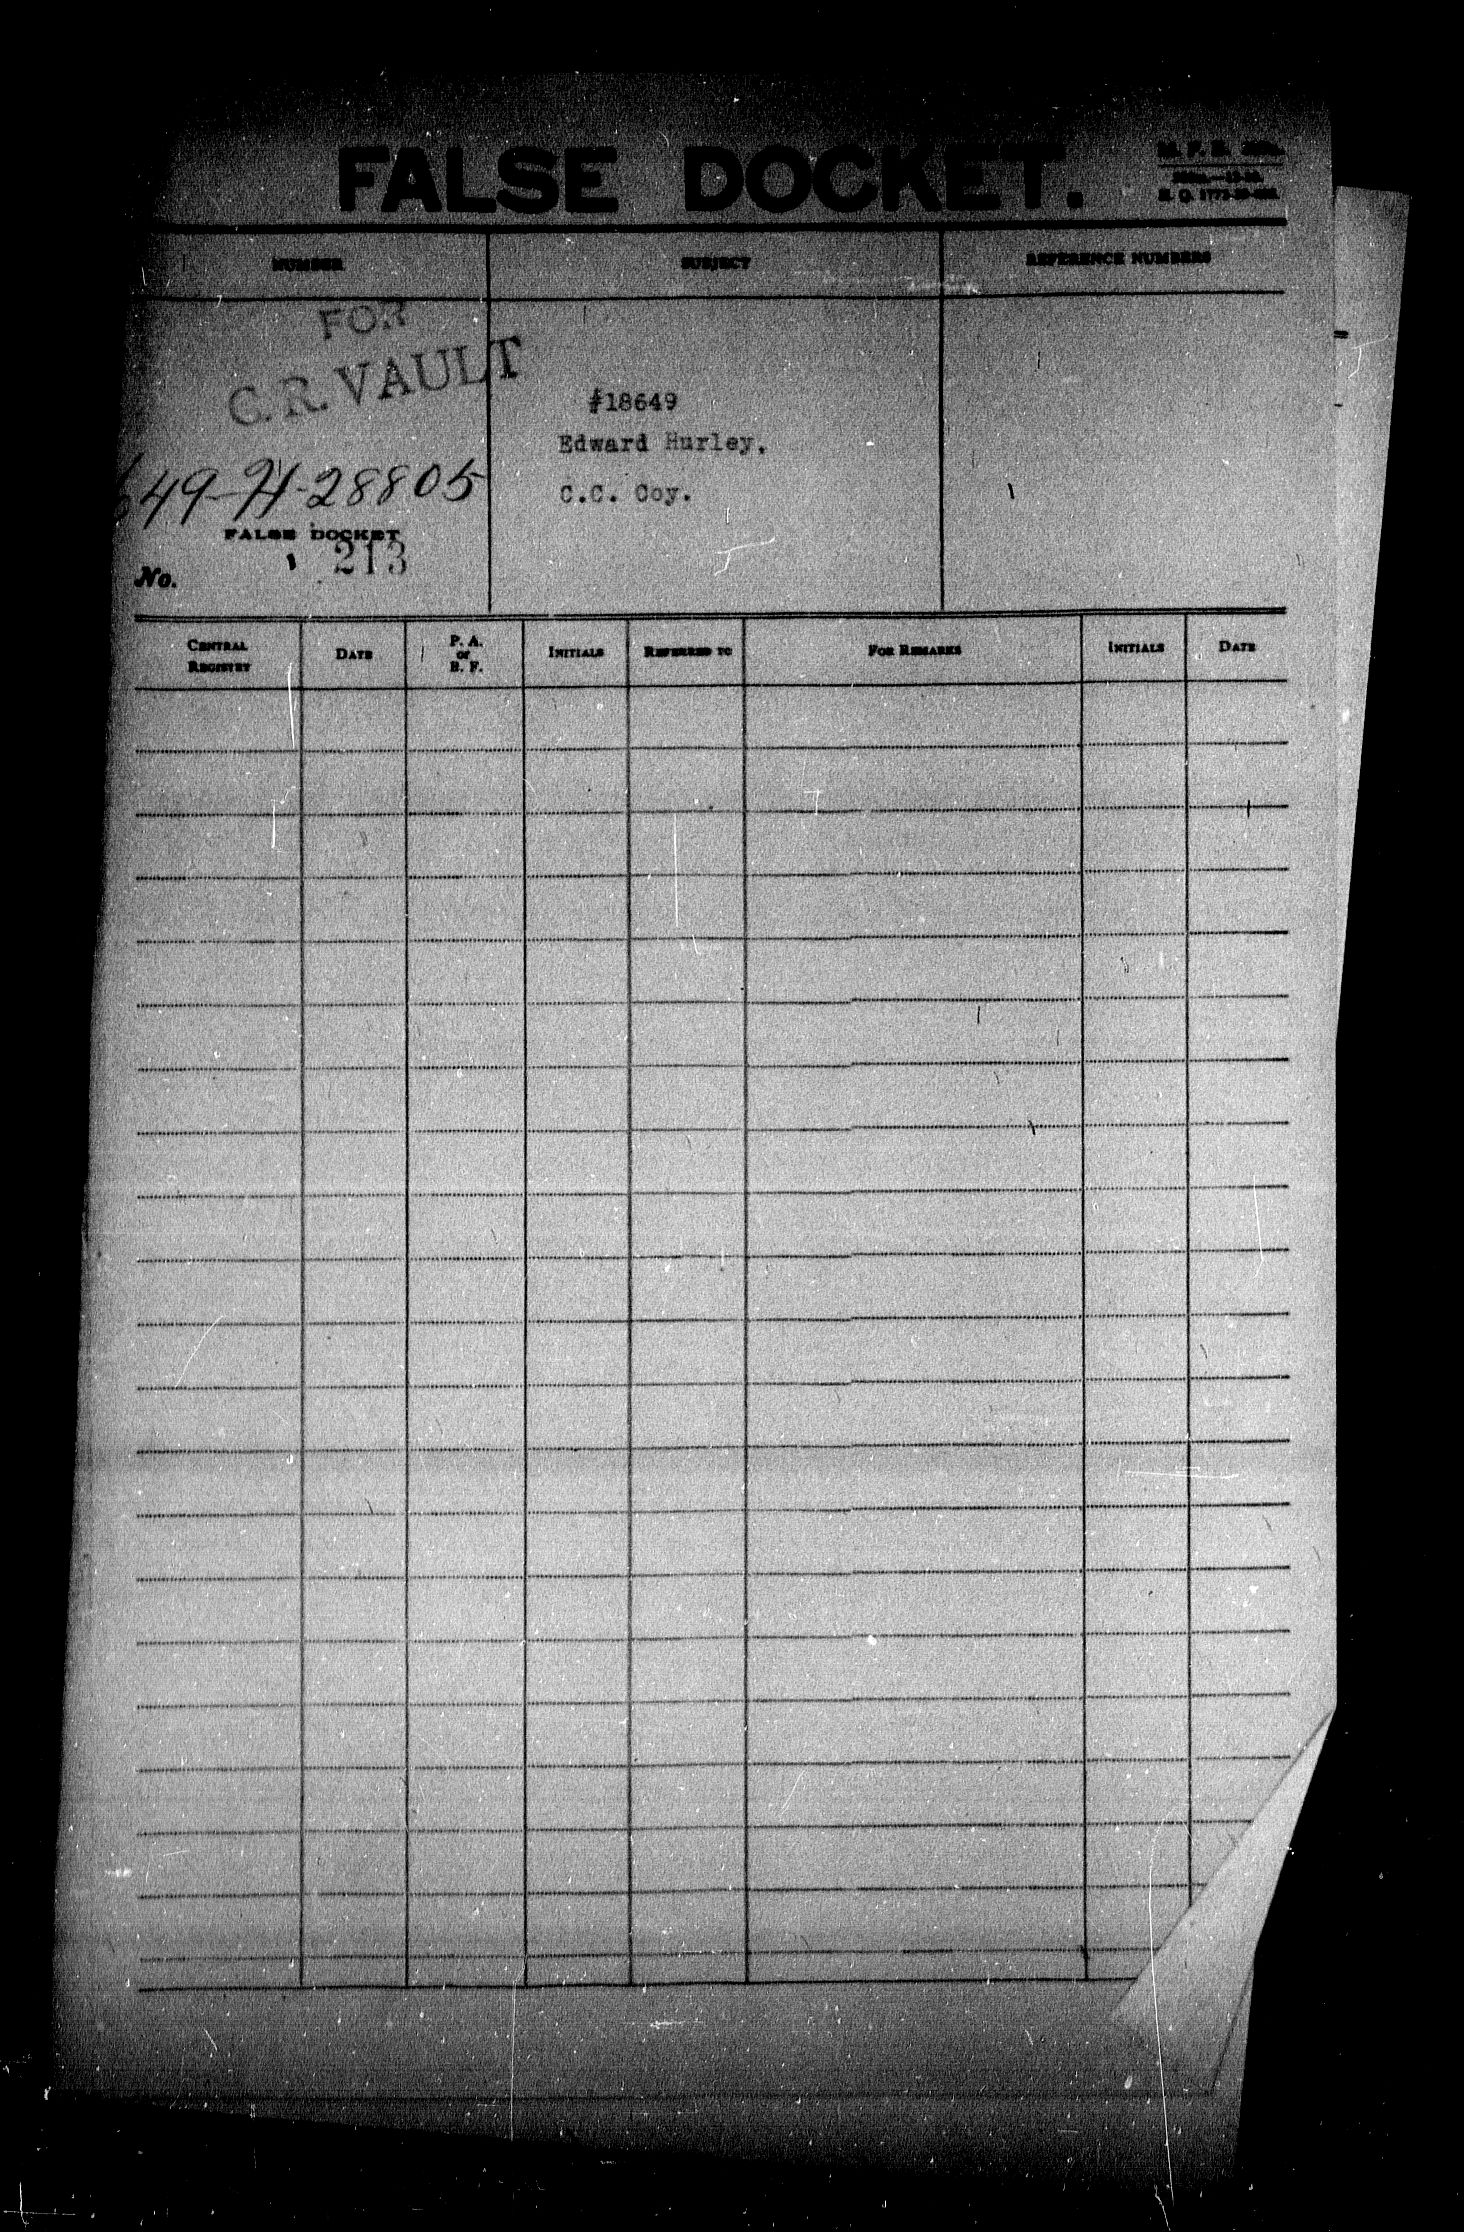 FALSE DOCKET.
NUMBER
SUBJECT
REFERENCE NUMBERS
FOR
C. R. VAULT
649-H-28805
FALSE DOCKET
No.
213
#18649
Edward Hurley.
C.C. Coy.
CENTRAL REGISTRY
DATE
P. A. or B. F.
INITIALS
REFERRED TO
FOR REMARKS
INITIALS
DATE